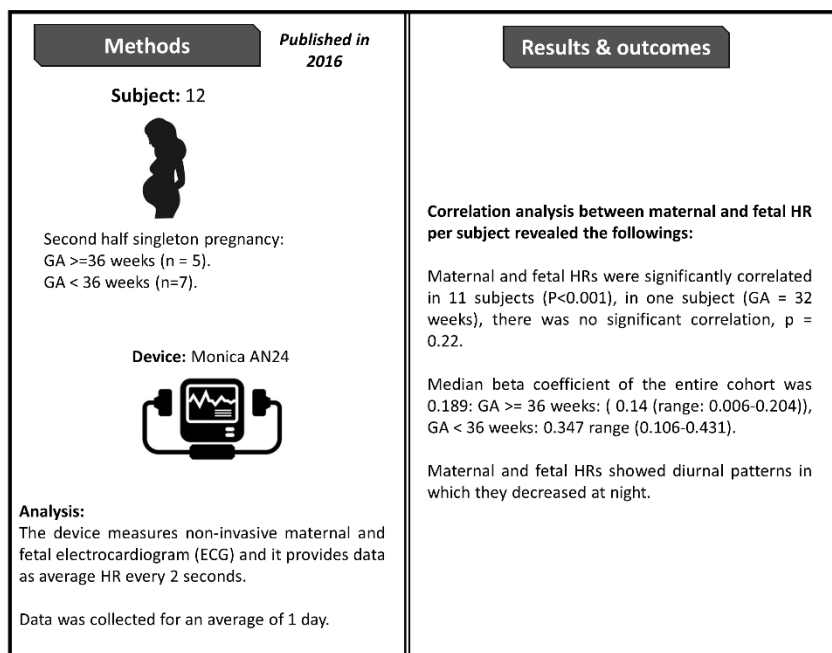 Methods
Published in
2016
Subject: 12
Second half singleton pregnancy:
GA >=36 weeks (n = 5).
GA < 36 weeks (n=7).
Device: Monica AN24
Analysis:
The device measures non-invasive maternal and
fetal electrocardiogram (ECG) and it provides data
as average HR every 2 seconds.
Data was collected for an average of 1 day.
Results & outcomes
Correlation analysis between maternal and fetal HR
per subject revealed the followings:
Maternal and fetal HRs were significantly correlated
in 11 subjects (P<0.001), in one subject (GA = 32
weeks), there was no significant correlation, p =
0.22.
Median beta coefficient of the entire cohort was
0.189: GA >= 36 weeks: ( 0.14 (range: 0.006-0.204)),
GA < 36 weeks: 0.347 range (0.106-0.431).
Maternal and fetal HRs showed diurnal patterns in
which they decreased at night.